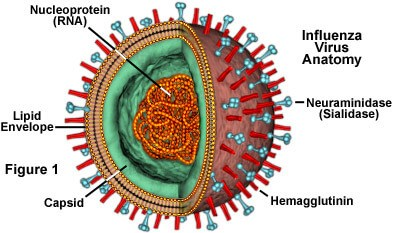 Nucleoprotein
(RNA)
Influenza
Virus
Anatomy
Neuraminidase
(Sialidase)
Lipid
Envelope
Figure 1
Capsid
Hemagglutinin